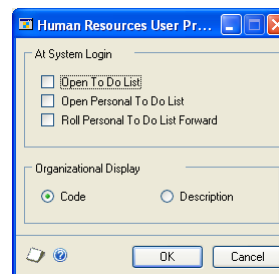 Human Resources User Pr...
At System Login
Open To Do List
Open Personal To Do List
Roll Personal To Do List Forward
Organizational Display
Code
Description
OK
Cancel